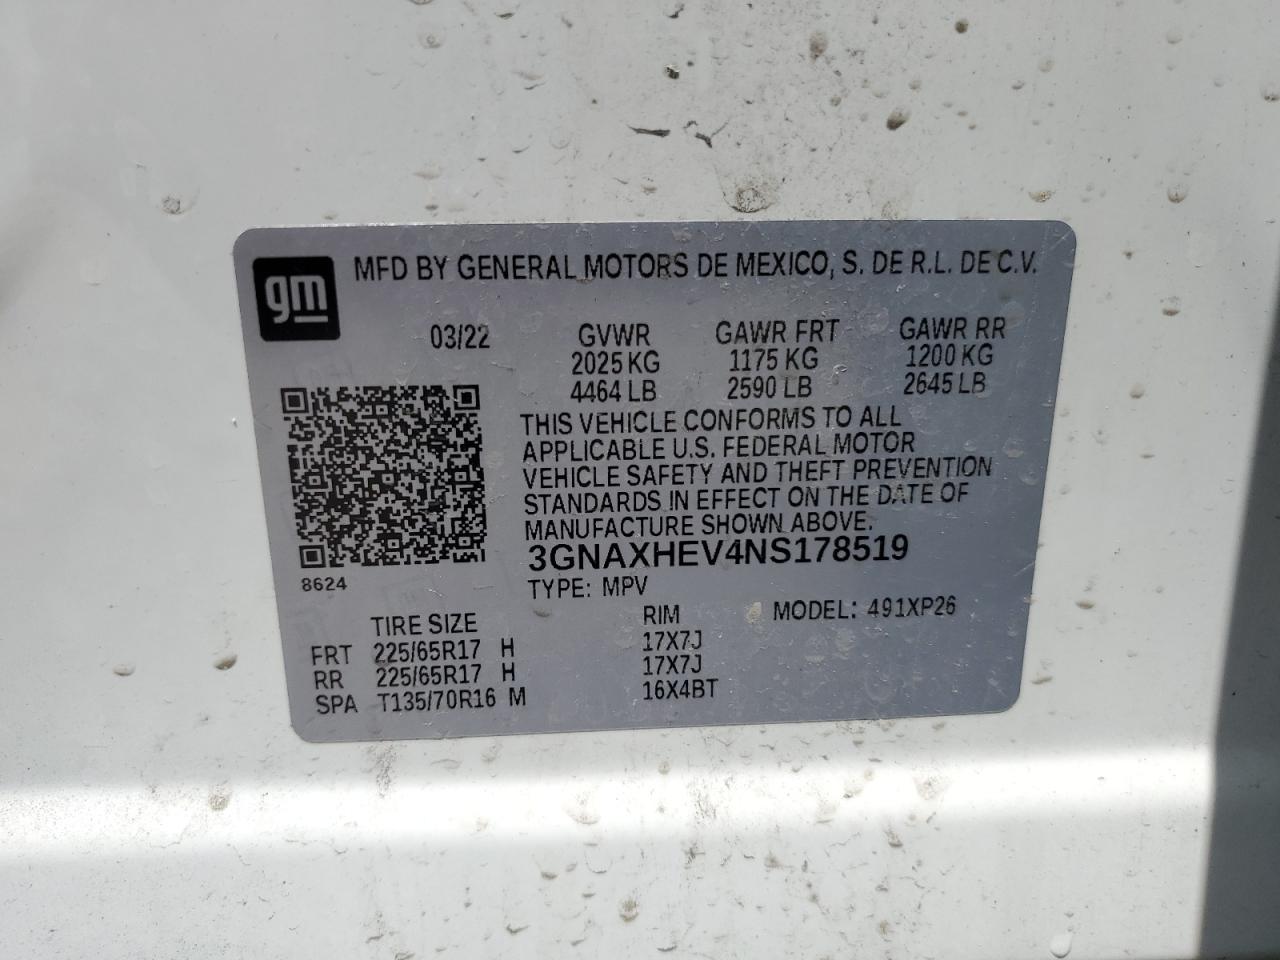 gm
MFD BY GENERAL MOTORS DE MEXICO, S. DE R.L. DE C.V.
03/22 GVWR GAWR FRT GAWR RR
2025 KG 1175 KG 1200 KG
4464 LB 2590 LB 2645 LB
THIS VEHICLE CONFORMS TO ALL
APPLICABLE U.S. FEDERAL MOTOR
VEHICLE SAFETY AND THEFT PREVENTION
STANDARDS IN EFFECT ON THE DATE OF
MANUFACTURE SHOWN ABOVE.
3GNAXHEV4NS178519
8624
TYPE: MPV
TIRE SIZE RIM MODEL: 491XP26
FRT 225/65R17 H 17X7J
RR 225/65R17 H 17X7J
SPA T135/70R16 M 16X4BT